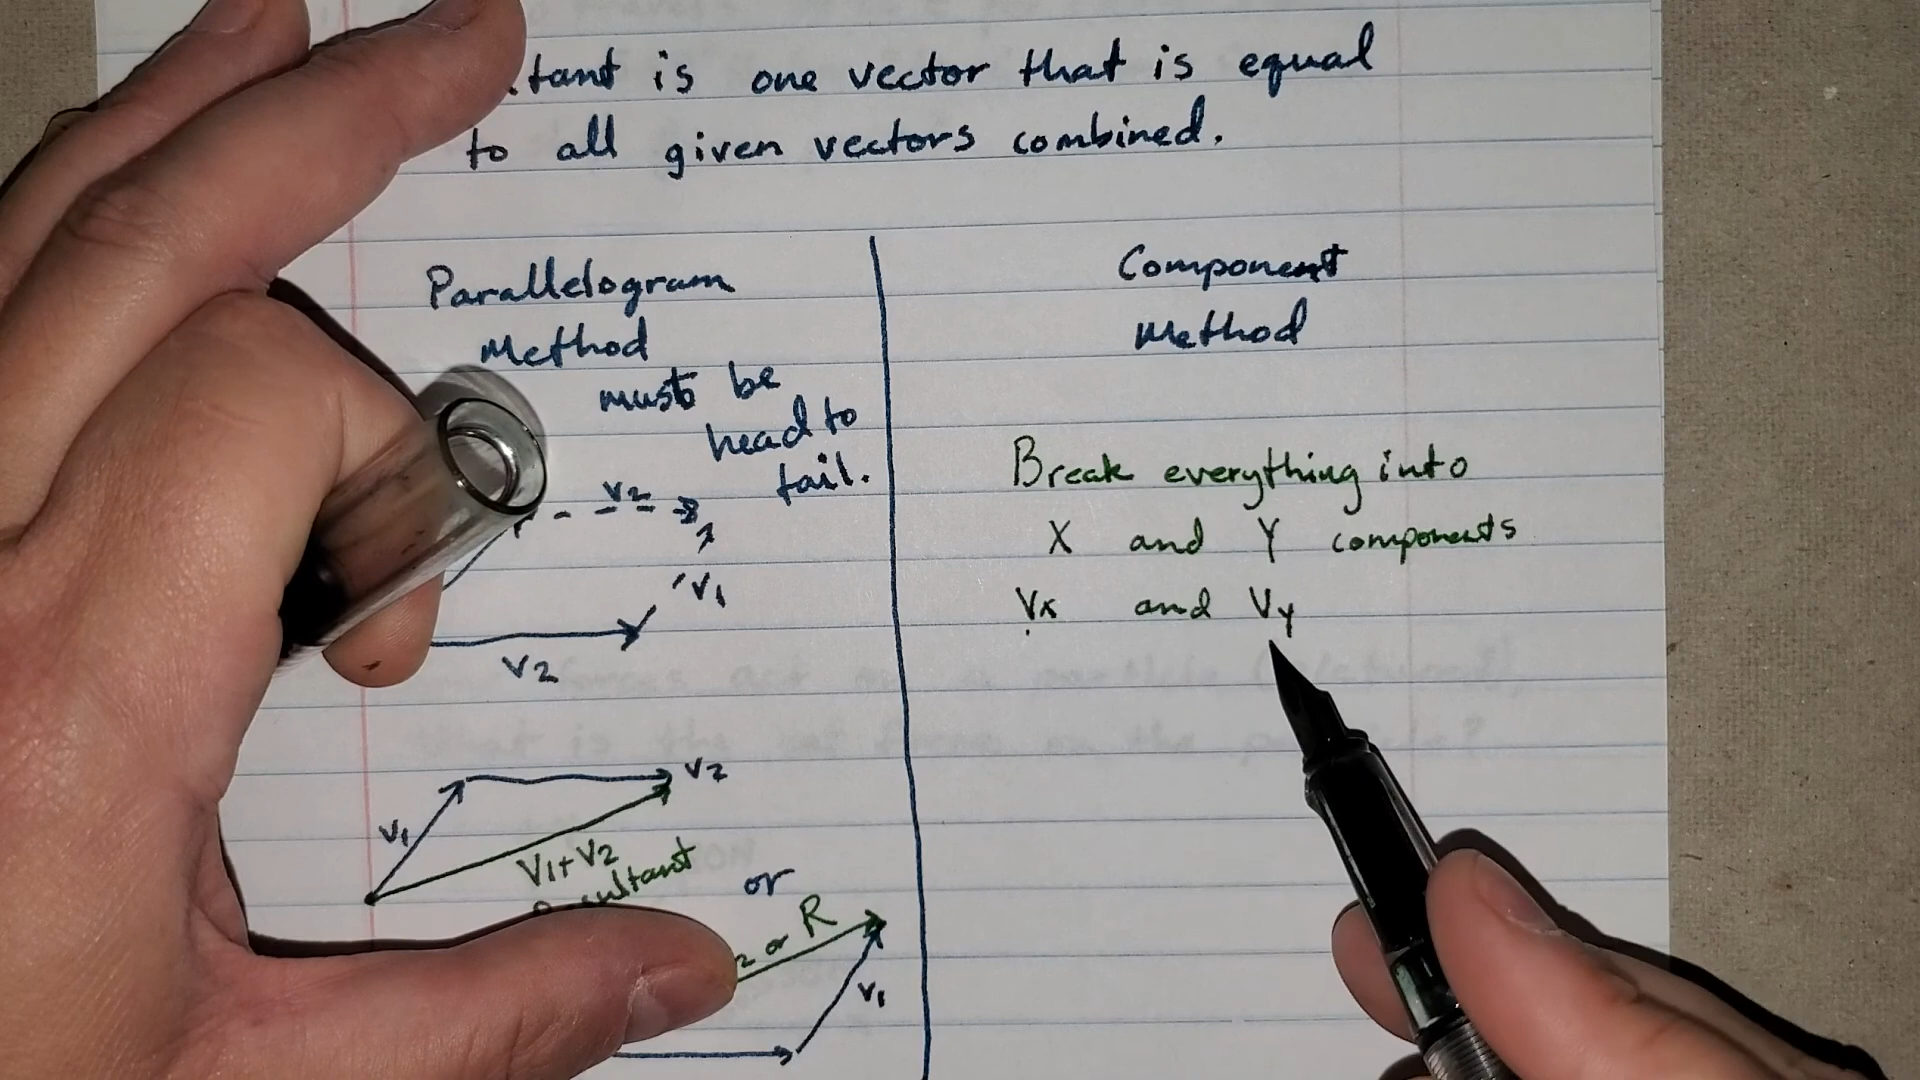 is one vector that is equal
to all given vectors combined.
Parallelogram
Method
must be
head to
tail.
V2
V1
V2
V1
V2
V1+V2
or
or R
V1
Component
Method
Break everything into
X and Y components
Vx and Vy